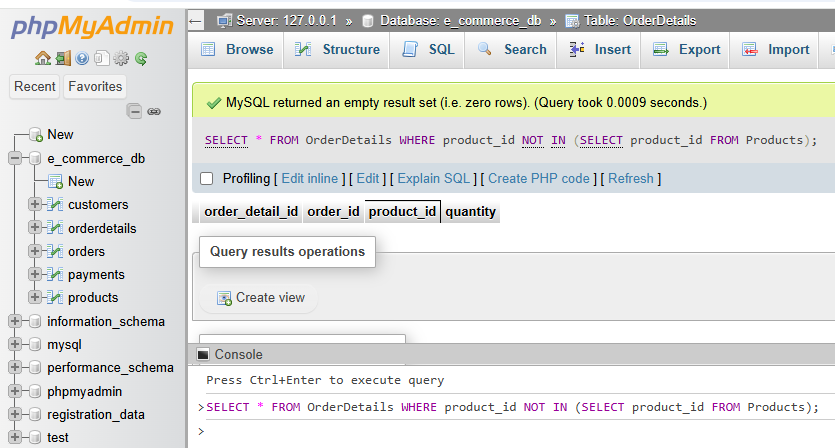 phpMyAdmin
Recent Favorites
New
e_commerce_db
New
customers
orderdetails
orders
payments
products
information_schema
mysql
performance_schema
phpmyadmin
registration_data
test
Server: 127.0.0.1 » Database: e_commerce_db » Table: OrderDetails
Browse Structure SQL Search Insert Export Import
MySQL returned an empty result set (i.e. zero rows). (Query took 0.0009 seconds.)
SELECT * FROM OrderDetails WHERE product_id NOT IN (SELECT product_id FROM Products);
Profiling [ Edit inline ] [ Edit ] [ Explain SQL ] [ Create PHP code ] [ Refresh ]
order_detail_id order_id product_id quantity
Query results operations
Create view
Console
Press Ctrl+Enter to execute query
>SELECT * FROM OrderDetails WHERE product_id NOT IN (SELECT product_id FROM Products);
>